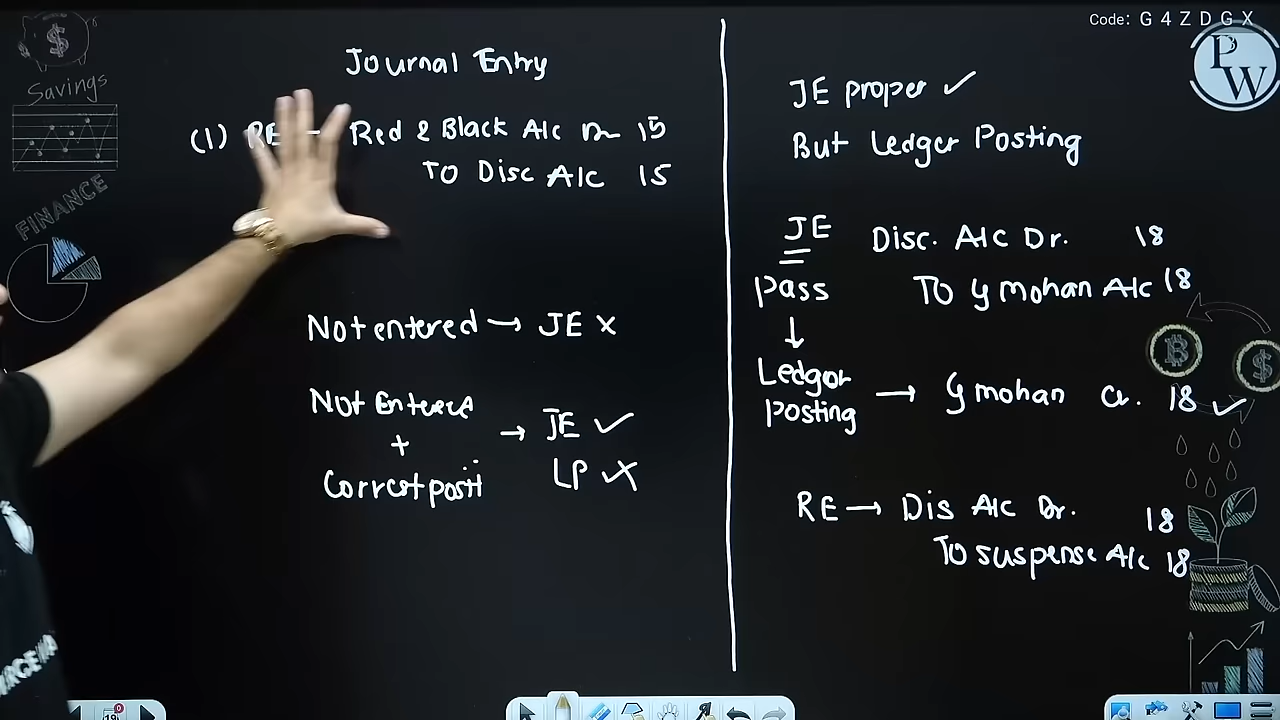 Code: G 4 Z D G X
PW
Savings
FINANCE
Journal Entry
(1) RE → Red & Black A/c Dr 15
To Disc A/c 15
Not entered → JE x
Not Entered
+
Correct posti
→ JE ✓
LP
JE proper ✓
But Ledger Posting
JE Disc. A/c Dr. 18
Pass To y mohan A/c 18
↓
Ledger
Posting → y mohan Cr. 18 ✓
RE → Dis A/c Dr. 18
To suspense A/c 18